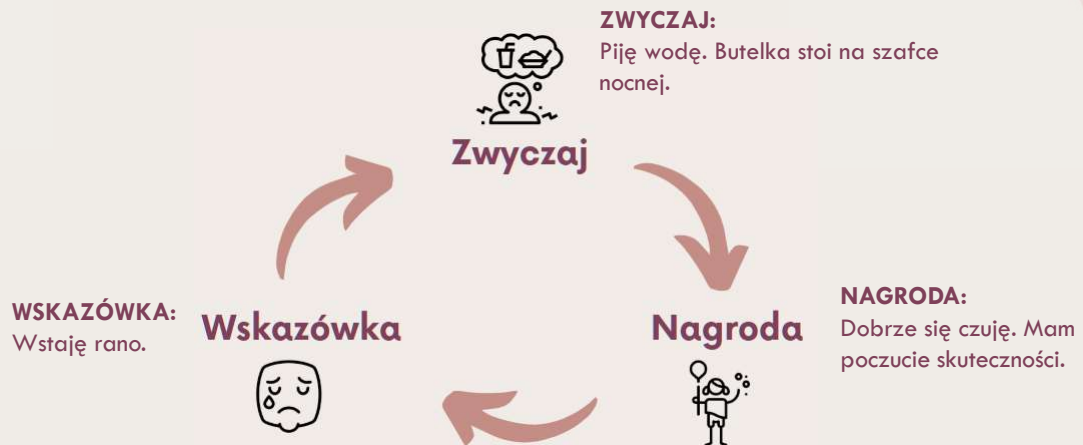 ZWYCZAJ:
Piję wodę. Butelka stoi na szafce
nocnej.
Zwyczaj
WSKAZÓWKA:
Wstaję rano.
Wskazówka
Nagroda
NAGRODA:
Dobrze się czuję. Mam
poczucie skuteczności.